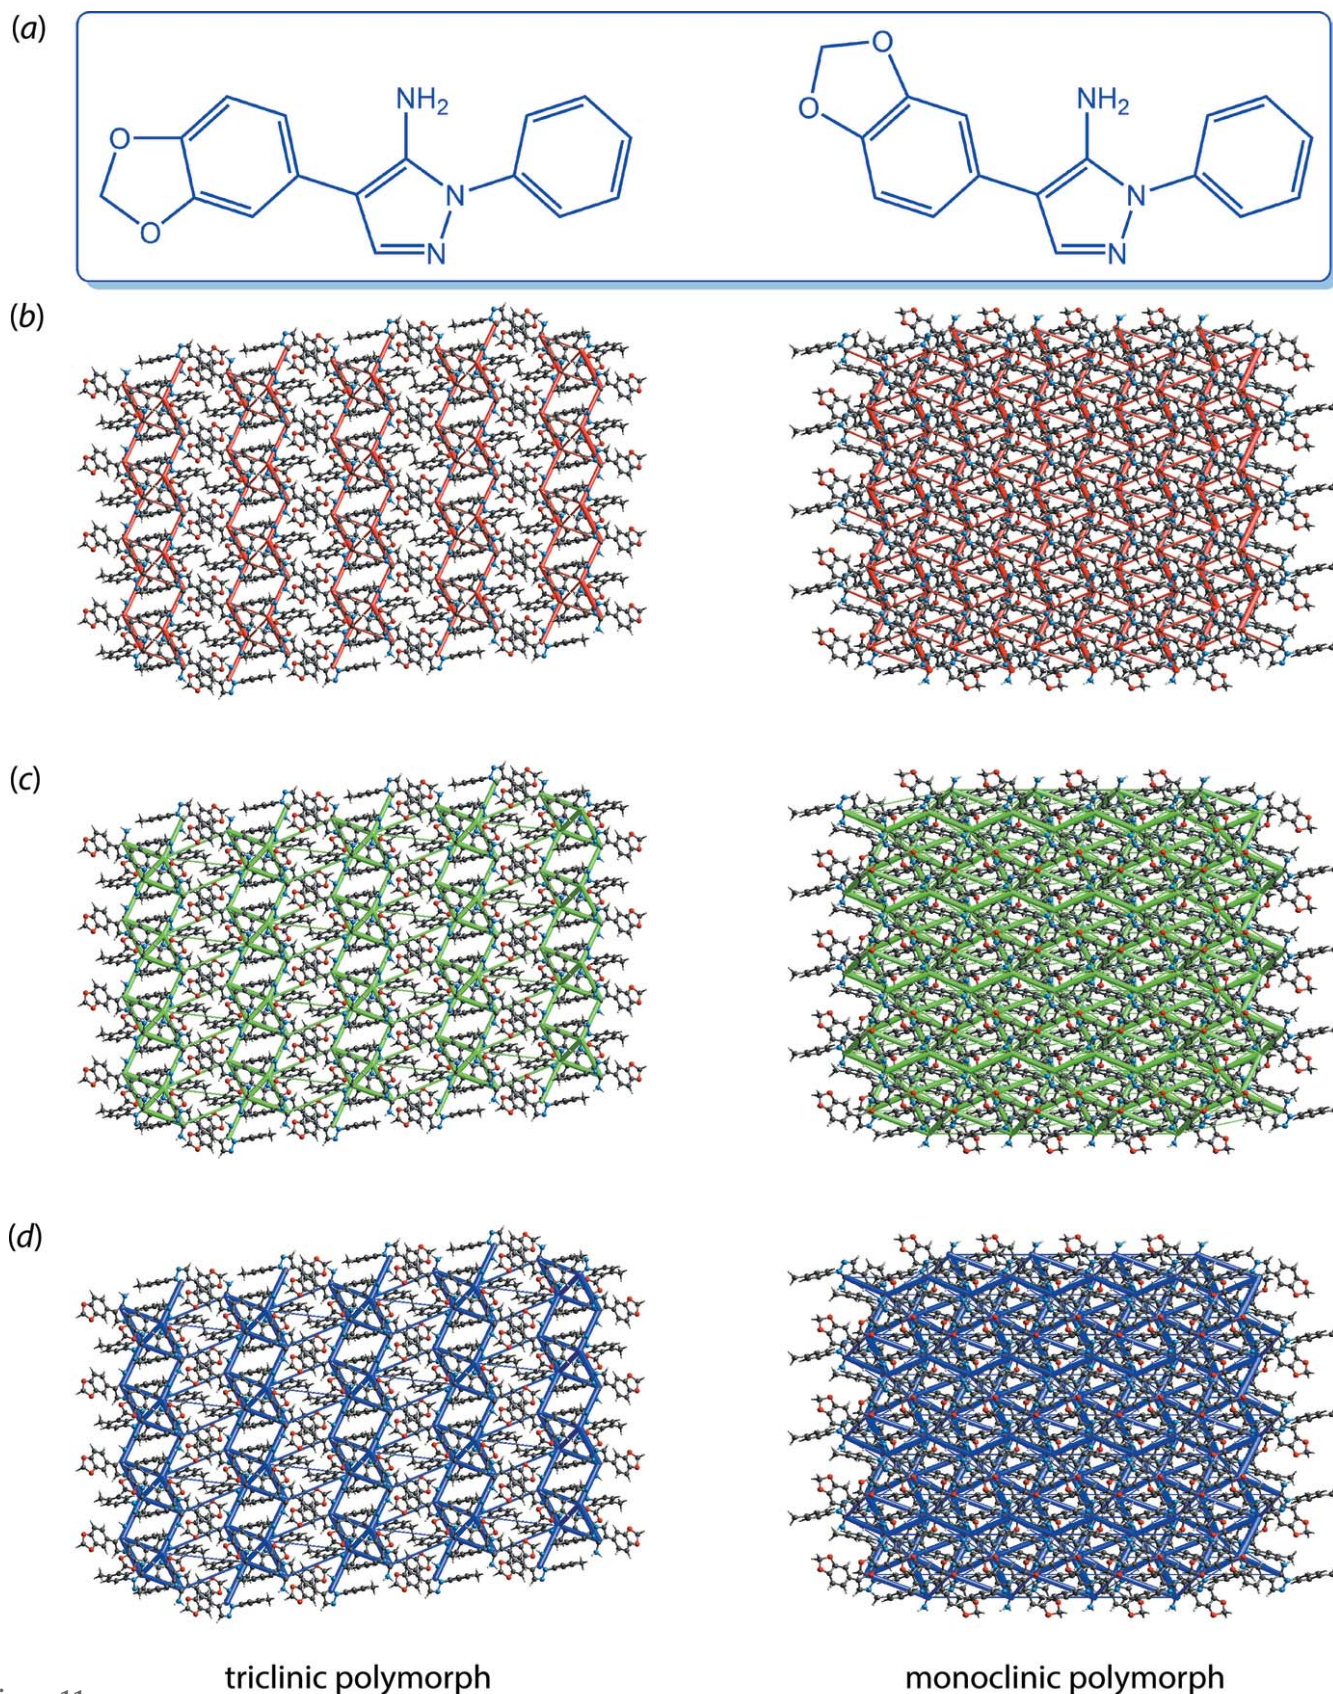 (a)
NH2 O NH2
O O
O N N
N N
(b)
(c)
(d)
triclinic polymorph monoclinic polymorph